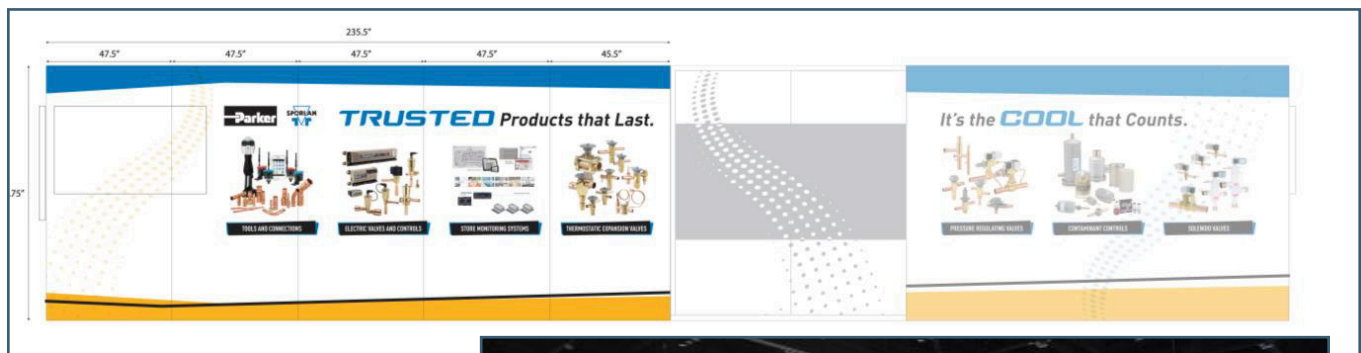 235.5"
47.5" 47.5" 47.5" 47.5" 45.5"
.75"
Parker SPORLAN TRUSTED Products that Last.
TOOLS AND CONNECTIONS ELECTRIC VALVES AND CONTROLS STORE MONITORING SYSTEMS THERMOSTATIC EXPANSION VALVES
It's the COOL that Counts.
PRESSURE REGULATING VALVES CONTAMINANT CONTROLS SOLENOID VALVES